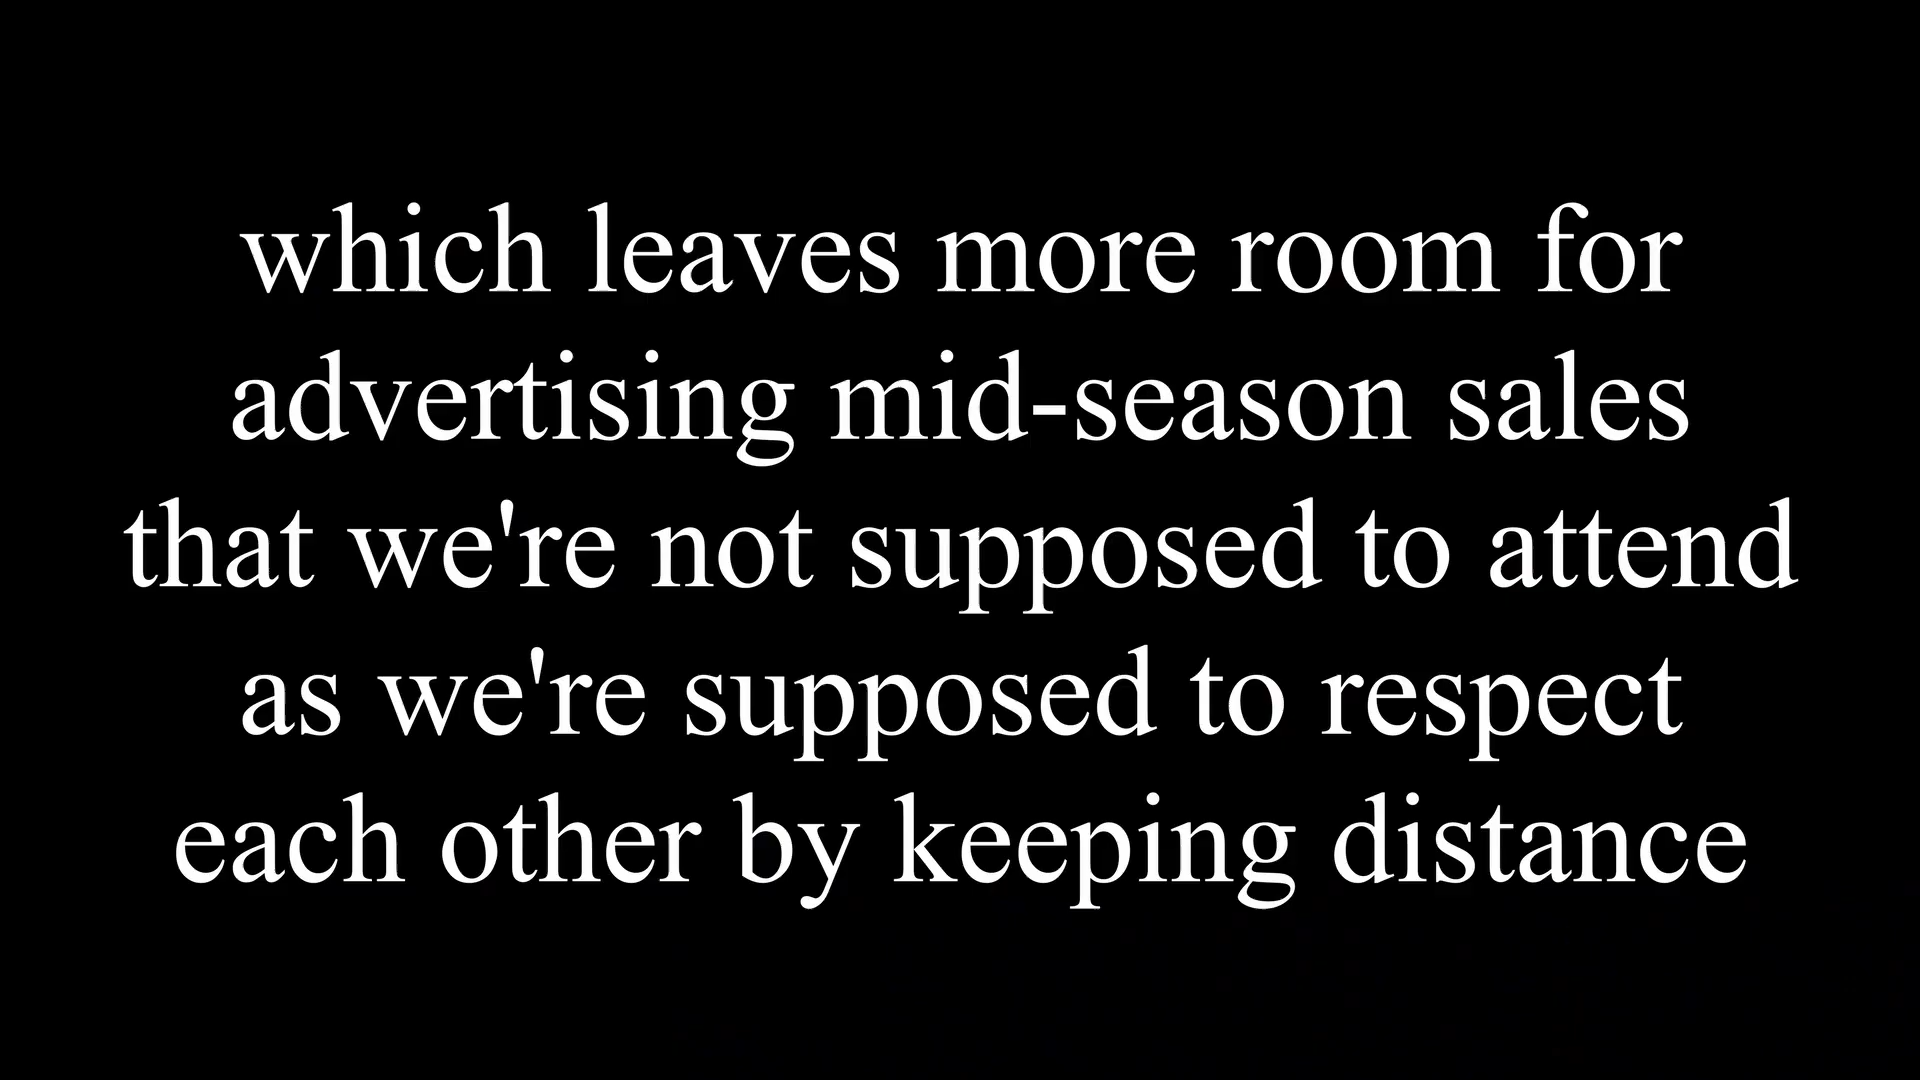 which leaves more room for
advertising mid-season sales
that we're not supposed to attend
as we're supposed to respect
each other by keeping distance